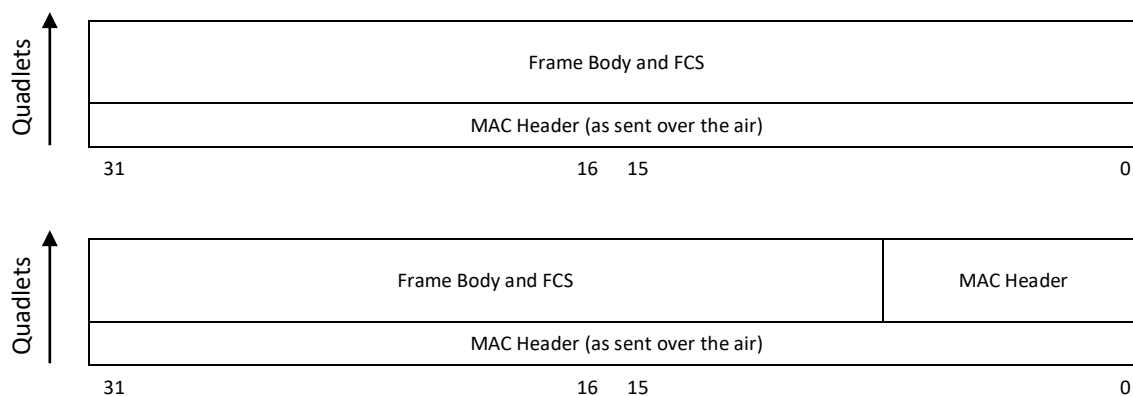 Quadlets
Frame Body and FCS
MAC Header (as sent over the air)
31 16 15 0
Quadlets
Frame Body and FCS MAC Header
MAC Header (as sent over the air)
31 16 15 0